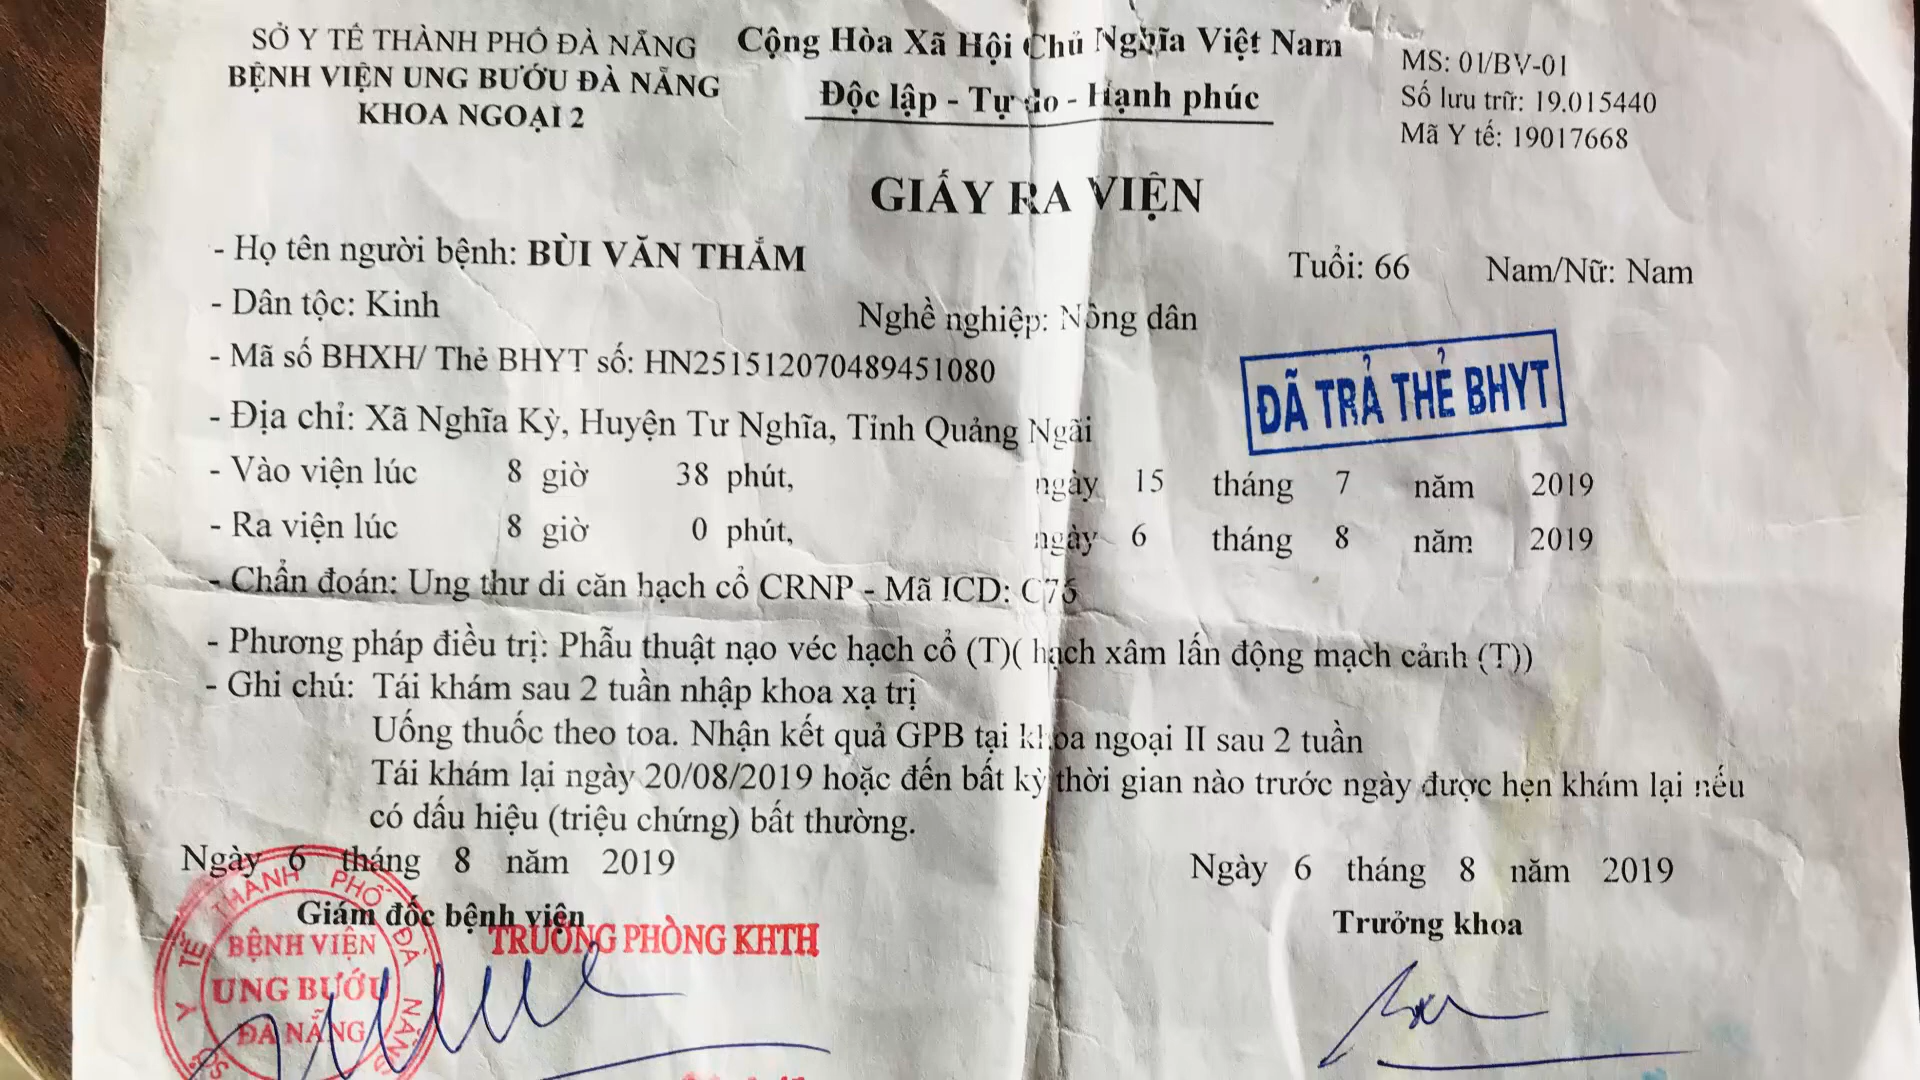 SỞ Y TẾ THÀNH PHỐ ĐÀ NẴNG
BỆNH VIỆN UNG BƯỚU ĐÀ NẴNG
KHOA NGOẠI 2
Cộng Hòa Xã Hội Chủ Nghĩa Việt Nam
Độc lập - Tự do - Hạnh phúc
MS: 01/BV-01
Số lưu trữ: 19.015440
Mã Y tế: 19017668
GIẤY RA VIỆN
- Họ tên người bệnh: BÙI VĂN THẮM Tuổi: 66 Nam/Nữ: Nam
- Dân tộc: Kinh Nghề nghiệp: Nông dân
- Mã số BHXH/ Thẻ BHYT số: HN251512070489451080
ĐÃ TRẢ THẺ BHYT
- Địa chỉ: Xã Nghĩa Kỳ, Huyện Tư Nghĩa, Tỉnh Quảng Ngãi
- Vào viện lúc 8 giờ 38 phút, ngày 15 tháng 7 năm 2019
- Ra viện lúc 8 giờ 0 phút, ngày 6 tháng 8 năm 2019
- Chẩn đoán: Ung thư di căn hạch cổ CRNP - Mã ICD:
- Phương pháp điều trị: Phẫu thuật nạo véc hạch cổ (T)( hạch xâm lấn động mạch cảnh (T))
- Ghi chú: Tái khám sau 2 tuần nhập khoa xạ trị
Uống thuốc theo toa. Nhận kết quả GPB tại khoa ngoại II sau 2 tuần
Tái khám lại ngày 20/08/2019 hoặc đến bất kỳ thời gian nào trước ngày được hẹn khám lại nếu
có dấu hiệu (triệu chứng) bất thường.
Ngày 6 tháng 8 năm 2019
Giám đốc bệnh viện
TRƯỞNG PHÒNG KHTH
Y TẾ THÀNH PHỐ ĐÀ NẴNG
BỆNH VIỆN
UNG BƯỚU
ĐÀ NẴNG
Ngày 6 tháng 8 năm 2019
Trưởng khoa